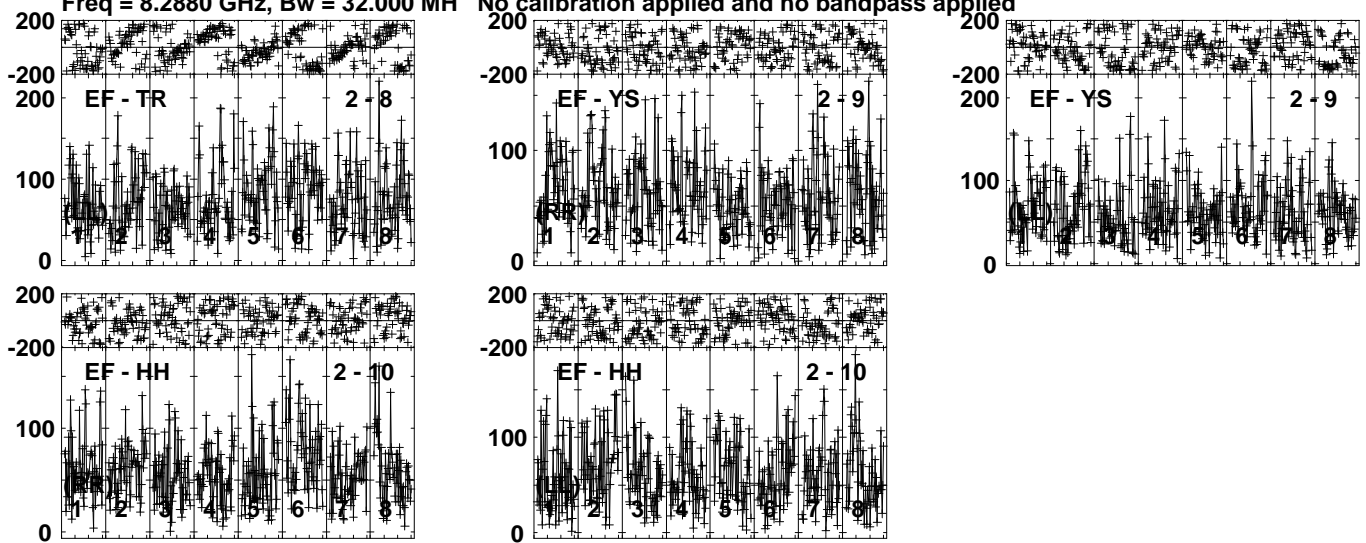 Freq = 8.2880 GHz, Bw = 32.000 MH No calibration applied and no bandpass applied
200
-200
EF - TR 2 - 8
200
100
(LL)
1 2 3 4 5 6 7 8
0
200
-200
EF - YS 2 - 9
100
(RR)
1 2 3 4 5 6 7 8
0
200
-200
EF - YS 2 - 9
200
100
(LL)
1 2 3 4 5 6 7 8
0
200
-200
EF - HH 2 - 10
100
(RR)
1 2 3 4 5 6 7 8
0
200
-200
EF - HH 2 - 10
100
(LL)
1 2 3 4 5 6 7 8
0